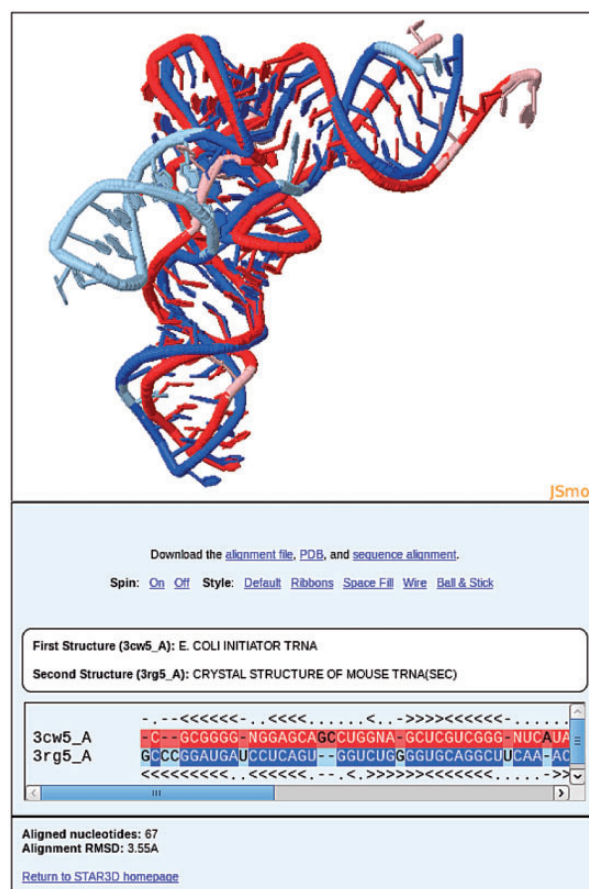 JSmo
Download the alignment file, PDB, and sequence alignment.
Spin: On Off Style: Default Ribbons Space Fill Wire Ball & Stick
First Structure (3cw5_A): E. COLI INITIATOR TRNA
Second Structure (3rg5_A): CRYSTAL STRUCTURE OF MOUSE TRNA(SEC)
-.--<<<<<<-..<<<<......<..->>>><<<<<<-......
3cw5_A -C--GCGGGG-NGGAGCAGCCUGGNA-GCUCGUCGGG-NUCAUA
3rg5_A GCCCGGAUGAUCCUCAGU--GGUCUGGGGUGCAGGCUUCAA-AC
<<<<<<<<<<<..<<<<.--...<.>>>>>><<<<<<.....->>
Aligned nucleotides: 67
Alignment RMSD: 3.55A
Return to STAR3D homepage